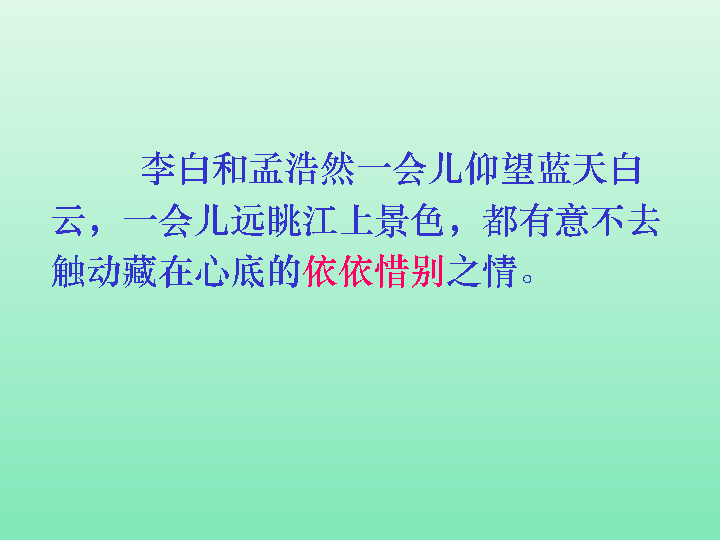 李白和孟浩然一会儿仰望蓝天白
云，一会儿远眺江上景色，都有意不去
触动藏在心底的依依惜别之情。